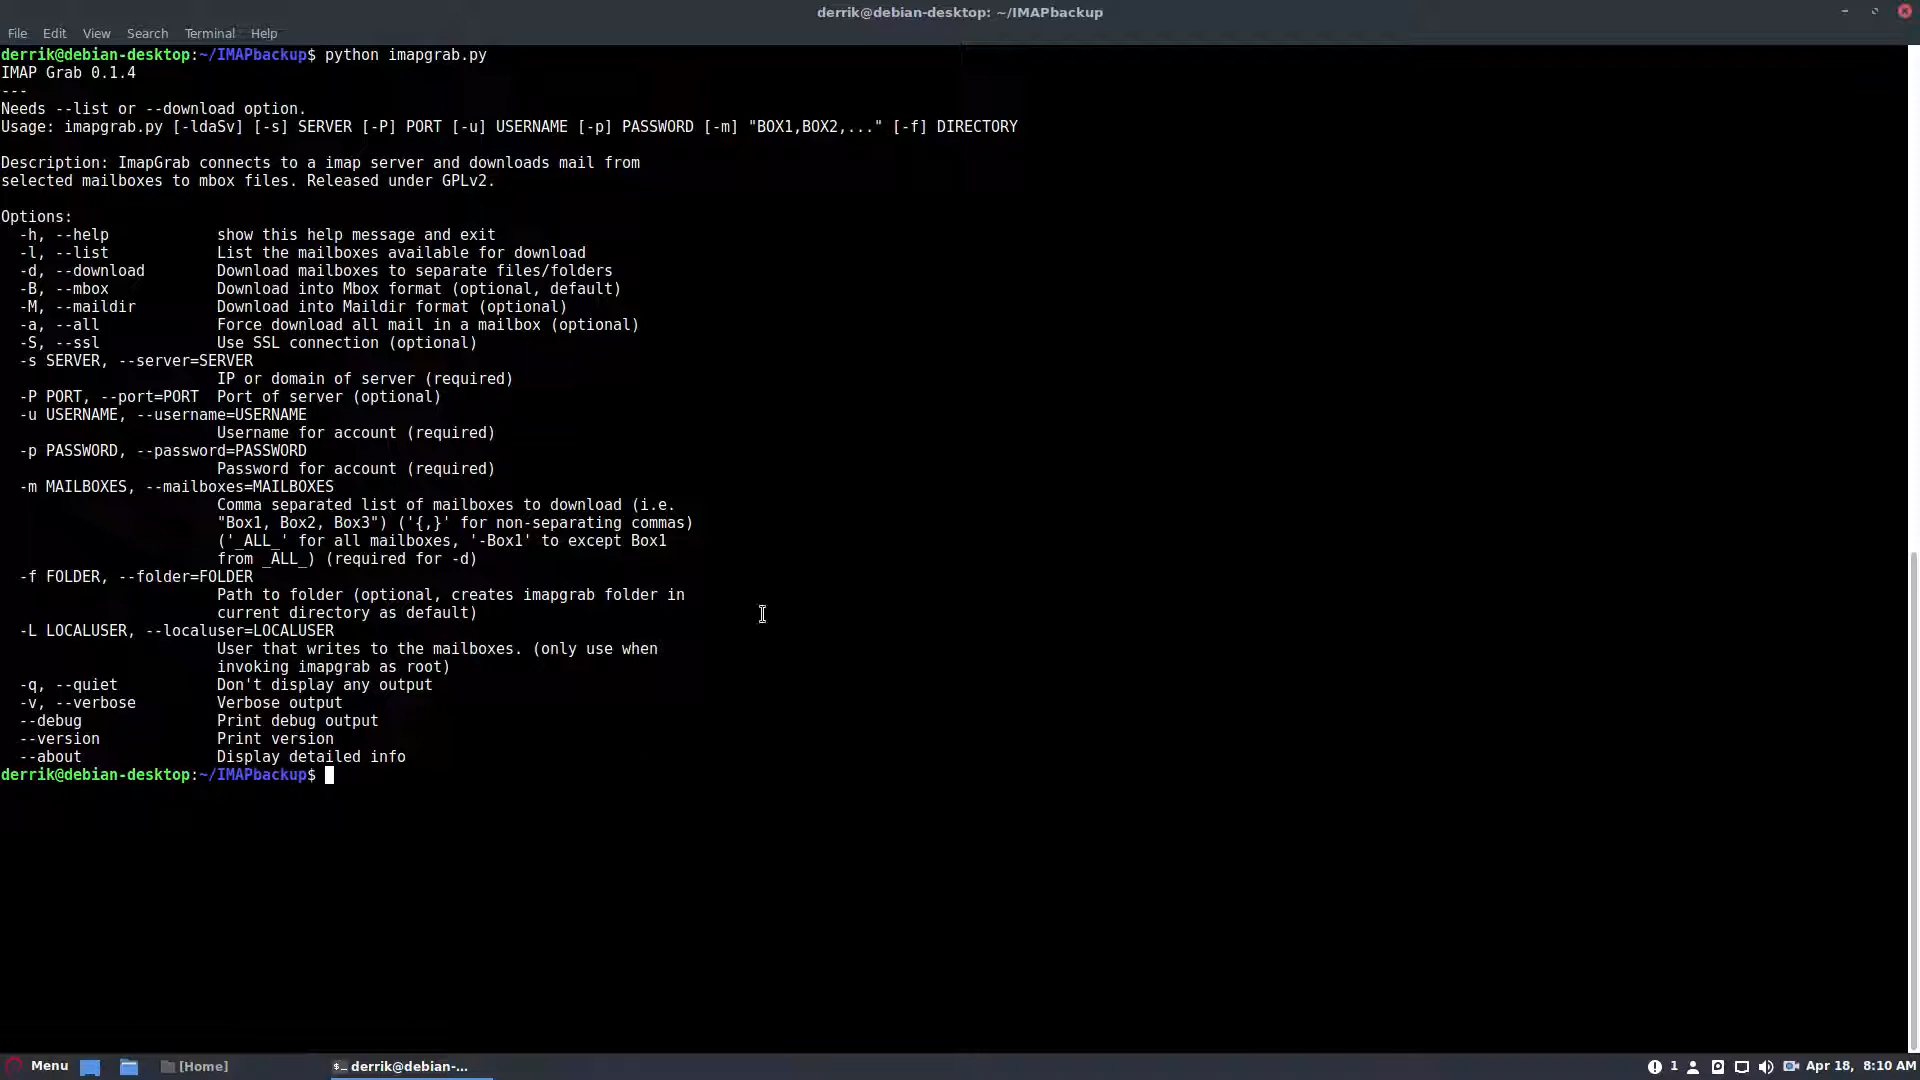 derrik@debian-desktop: ~/IMAPbackup
File Edit View Search Terminal Help
derrik@debian-desktop:~/IMAPbackup$ python imapgrab.py
IMAP Grab 0.1.4
---
Needs --list or --download option.
Usage: imapgrab.py [-ldaSv] [-s] SERVER [-P] PORT [-u] USERNAME [-p] PASSWORD [-m] "BOX1,BOX2,..." [-f] DIRECTORY
Description: ImapGrab connects to a imap server and downloads mail from
selected mailboxes to mbox files. Released under GPLv2.
Options:
-h, --help show this help message and exit
-l, --list List the mailboxes available for download
-d, --download Download mailboxes to separate files/folders
-B, --mbox Download into Mbox format (optional, default)
-M, --maildir Download into Maildir format (optional)
-a, --all Force download all mail in a mailbox (optional)
-S, --ssl Use SSL connection (optional)
-s SERVER, --server=SERVER
IP or domain of server (required)
-P PORT, --port=PORT Port of server (optional)
-u USERNAME, --username=USERNAME
Username for account (required)
-p PASSWORD, --password=PASSWORD
Password for account (required)
-m MAILBOXES, --mailboxes=MAILBOXES
Comma separated list of mailboxes to download (i.e.
"Box1, Box2, Box3") ('{,}' for non-separating commas)
('_ALL_' for all mailboxes, '-Box1' to except Box1
from _ALL_) (required for -d)
-f FOLDER, --folder=FOLDER
Path to folder (optional, creates imapgrab folder in
current directory as default)
-L LOCALUSER, --localuser=LOCALUSER
User that writes to the mailboxes. (only use when
invoking imapgrab as root)
-q, --quiet Don't display any output
-v, --verbose Verbose output
--debug Print debug output
--version Print version
--about Display detailed info
derrik@debian-desktop:~/IMAPbackup$
Menu [Home] $_ derrik@debian-... 1 Apr 18, 8:10 AM